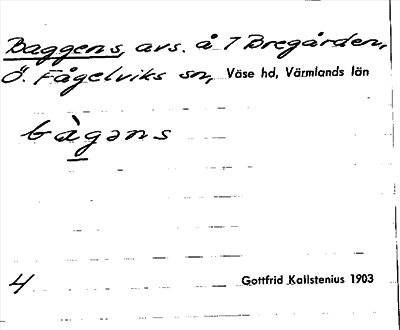 Baggens, avs. å 7 Bregården,
Ö. Fågelviks sn, Väse hd, Värmlands län
bàgəns
4
Gottfrid Kallstenius 1903